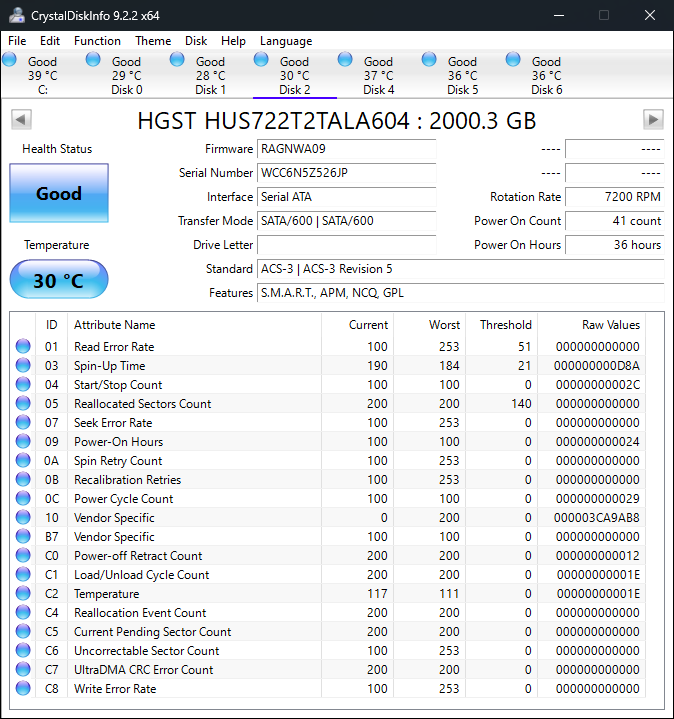 CrystalDiskInfo 9.2.2 x64
File Edit Function Theme Disk Help Language
Good Good Good Good Good Good Good
39 °C 29 °C 28 °C 30 °C 37 °C 36 °C 36 °C
C: Disk 0 Disk 1 Disk 2 Disk 4 Disk 5 Disk 6
HGST HUS722T2TALA604 : 2000.3 GB
Health Status Firmware RAGNWA09 ---- ----
Good Serial Number WCC6N5Z526JP ---- ----
Interface Serial ATA Rotation Rate 7200 RPM
Transfer Mode SATA/600 | SATA/600 Power On Count 41 count
Temperature Drive Letter Power On Hours 36 hours
30 °C Standard ACS-3 | ACS-3 Revision 5
Features S.M.A.R.T., APM, NCQ, GPL
ID Attribute Name Current Worst Threshold Raw Values
01 Read Error Rate 100 253 51 000000000000
03 Spin-Up Time 190 184 21 000000000D8A
04 Start/Stop Count 100 100 0 00000000002C
05 Reallocated Sectors Count 200 200 140 000000000000
07 Seek Error Rate 100 253 0 000000000000
09 Power-On Hours 100 100 0 000000000024
0A Spin Retry Count 100 253 0 000000000000
0B Recalibration Retries 100 253 0 000000000000
0C Power Cycle Count 100 100 0 000000000029
10 Vendor Specific 0 200 0 000003CA9AB8
B7 Vendor Specific 100 100 0 000000000000
C0 Power-off Retract Count 200 200 0 000000000012
C1 Load/Unload Cycle Count 200 200 0 00000000001E
C2 Temperature 117 111 0 00000000001E
C4 Reallocation Event Count 200 200 0 000000000000
C5 Current Pending Sector Count 200 200 0 000000000000
C6 Uncorrectable Sector Count 100 253 0 000000000000
C7 UltraDMA CRC Error Count 200 200 0 000000000000
C8 Write Error Rate 100 253 0 000000000000